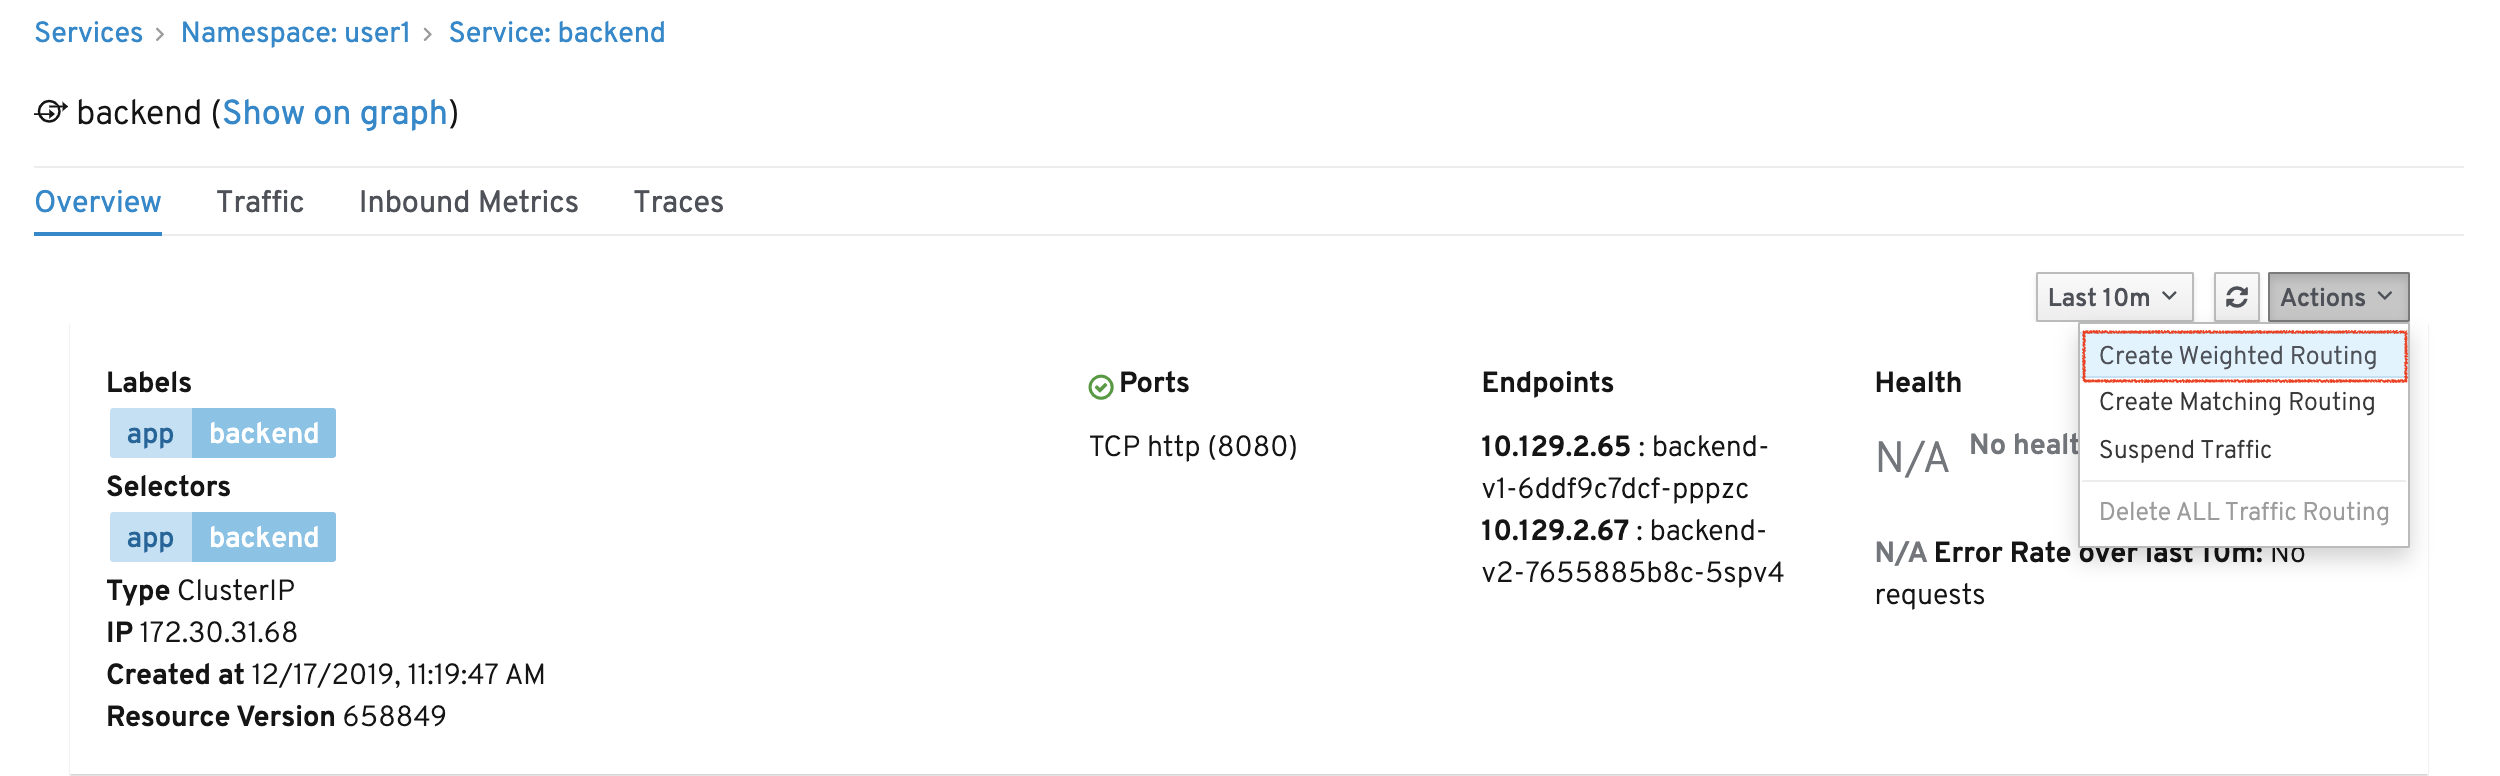 Services > Namespace: user1 > Service: backend
backend (Show on graph)
Overview Traffic Inbound Metrics Traces
Last 10m Actions
Create Weighted Routing
Create Matching Routing
Suspend Traffic
Delete ALL Traffic Routing
Labels
app backend
Selectors
app backend
Type ClusterIP
IP 172.30.31.68
Created at 12/17/2019, 11:19:47 AM
Resource Version 658849
Ports
TCP http (8080)
Endpoints
10.129.2.65 : backend-
v1-6ddf9c7dcf-pppzc
10.129.2.67 : backend-
v2-7655885b8c-5spv4
Health
N/A No healt
N/A Error Rate over last 10m: No
requests